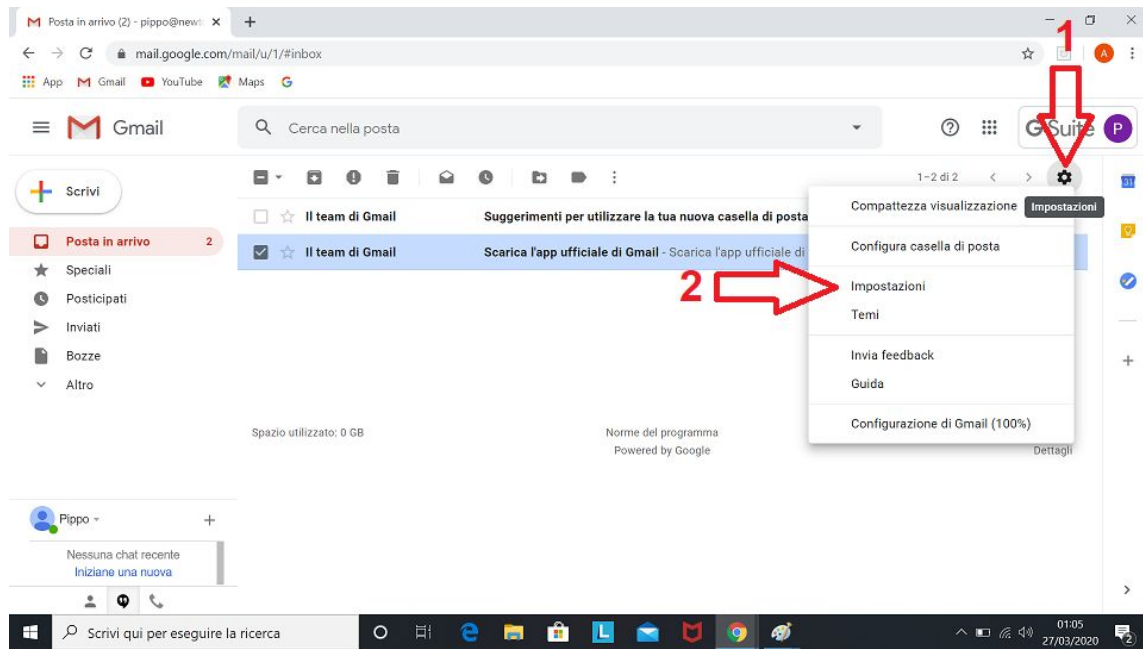 Posta in arrivo (2) - pippo@newt
mail.google.com/mail/u/1/#inbox
1
A
App Gmail YouTube Maps
Gmail
Cerca nella posta
G Suite P
Scrivi
1–2 di 2
31
Compattezza visualizzazione
Impostazioni
Il team di Gmail Suggerimenti per utilizzare la tua nuova casella di posta
Posta in arrivo 2
Il team di Gmail Scarica l'app ufficiale di Gmail - Scarica l'app ufficiale di
Configura casella di posta
Speciali
2
Impostazioni
Posticipati
Temi
Inviati
Bozze
Invia feedback
Altro
Guida
Configurazione di Gmail (100%)
Spazio utilizzato: 0 GB
Norme del programma
Powered by Google
Dettagli
Pippo
Nessuna chat recente
Iniziane una nuova
Scrivi qui per eseguire la ricerca
L
01:05
27/03/2020
2